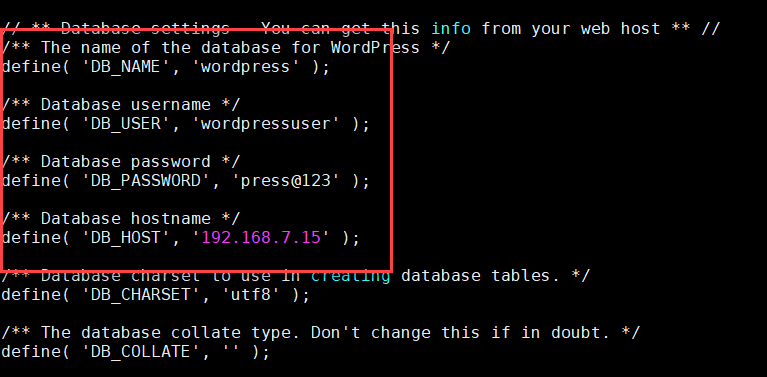 // ** Database settings - You can get this info from your web host ** //
/** The name of the database for WordPress */
define( 'DB_NAME', 'wordpress' );
/** Database username */
define( 'DB_USER', 'wordpressuser' );
/** Database password */
define( 'DB_PASSWORD', 'press@123' );
/** Database hostname */
define( 'DB_HOST', '192.168.7.15' );
/** Database charset to use in creating database tables. */
define( 'DB_CHARSET', 'utf8' );
/** The database collate type. Don't change this if in doubt. */
define( 'DB_COLLATE', '' );